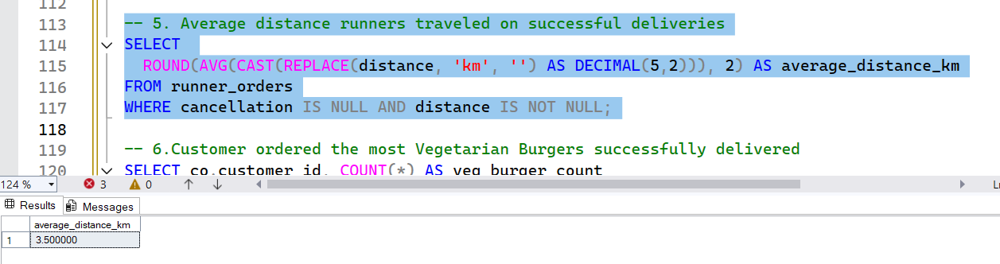 112
113 -- 5. Average distance runners traveled on successful deliveries
114 SELECT
115 ROUND(AVG(CAST(REPLACE(distance, 'km', '') AS DECIMAL(5,2))), 2) AS average_distance_km
116 FROM runner_orders
117 WHERE cancellation IS NULL AND distance IS NOT NULL;
118
119 -- 6.Customer ordered the most Vegetarian Burgers successfully delivered
120 SELECT co.customer_id, COUNT(*) AS veg_burger_count
124 % 3 0
Results Messages
average_distance_km
1 3.500000